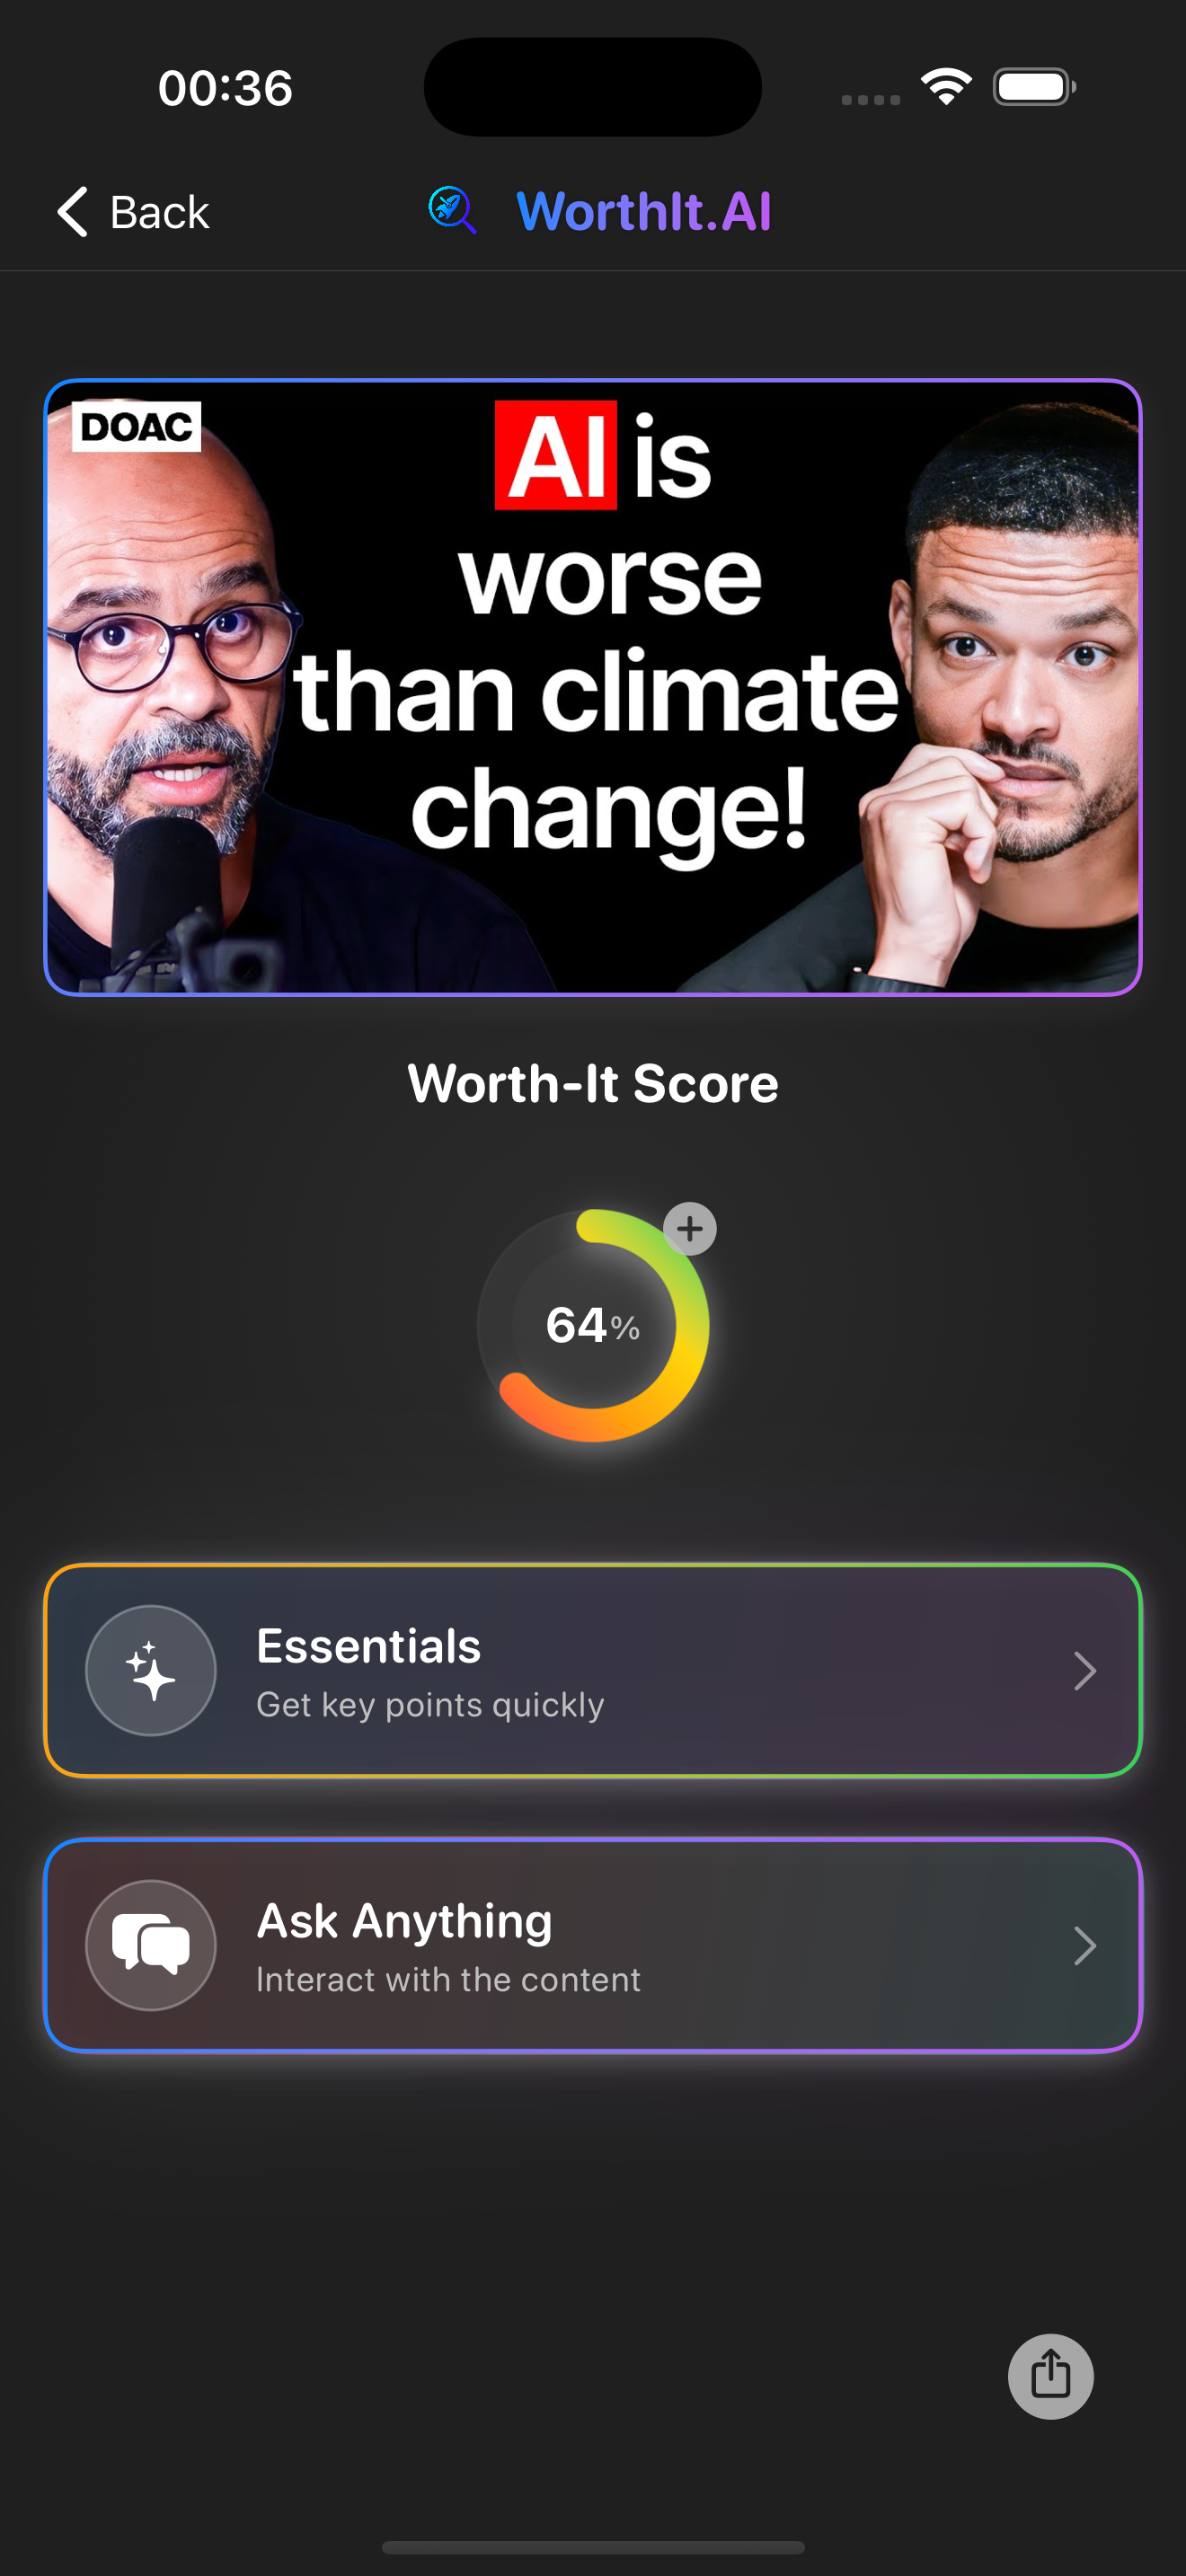 00:36
Back
WorthIt.AI
DOAC
AI is
worse
than climate
change!
Worth-It Score
64%
Essentials
Get key points quickly
Ask Anything
Interact with the content